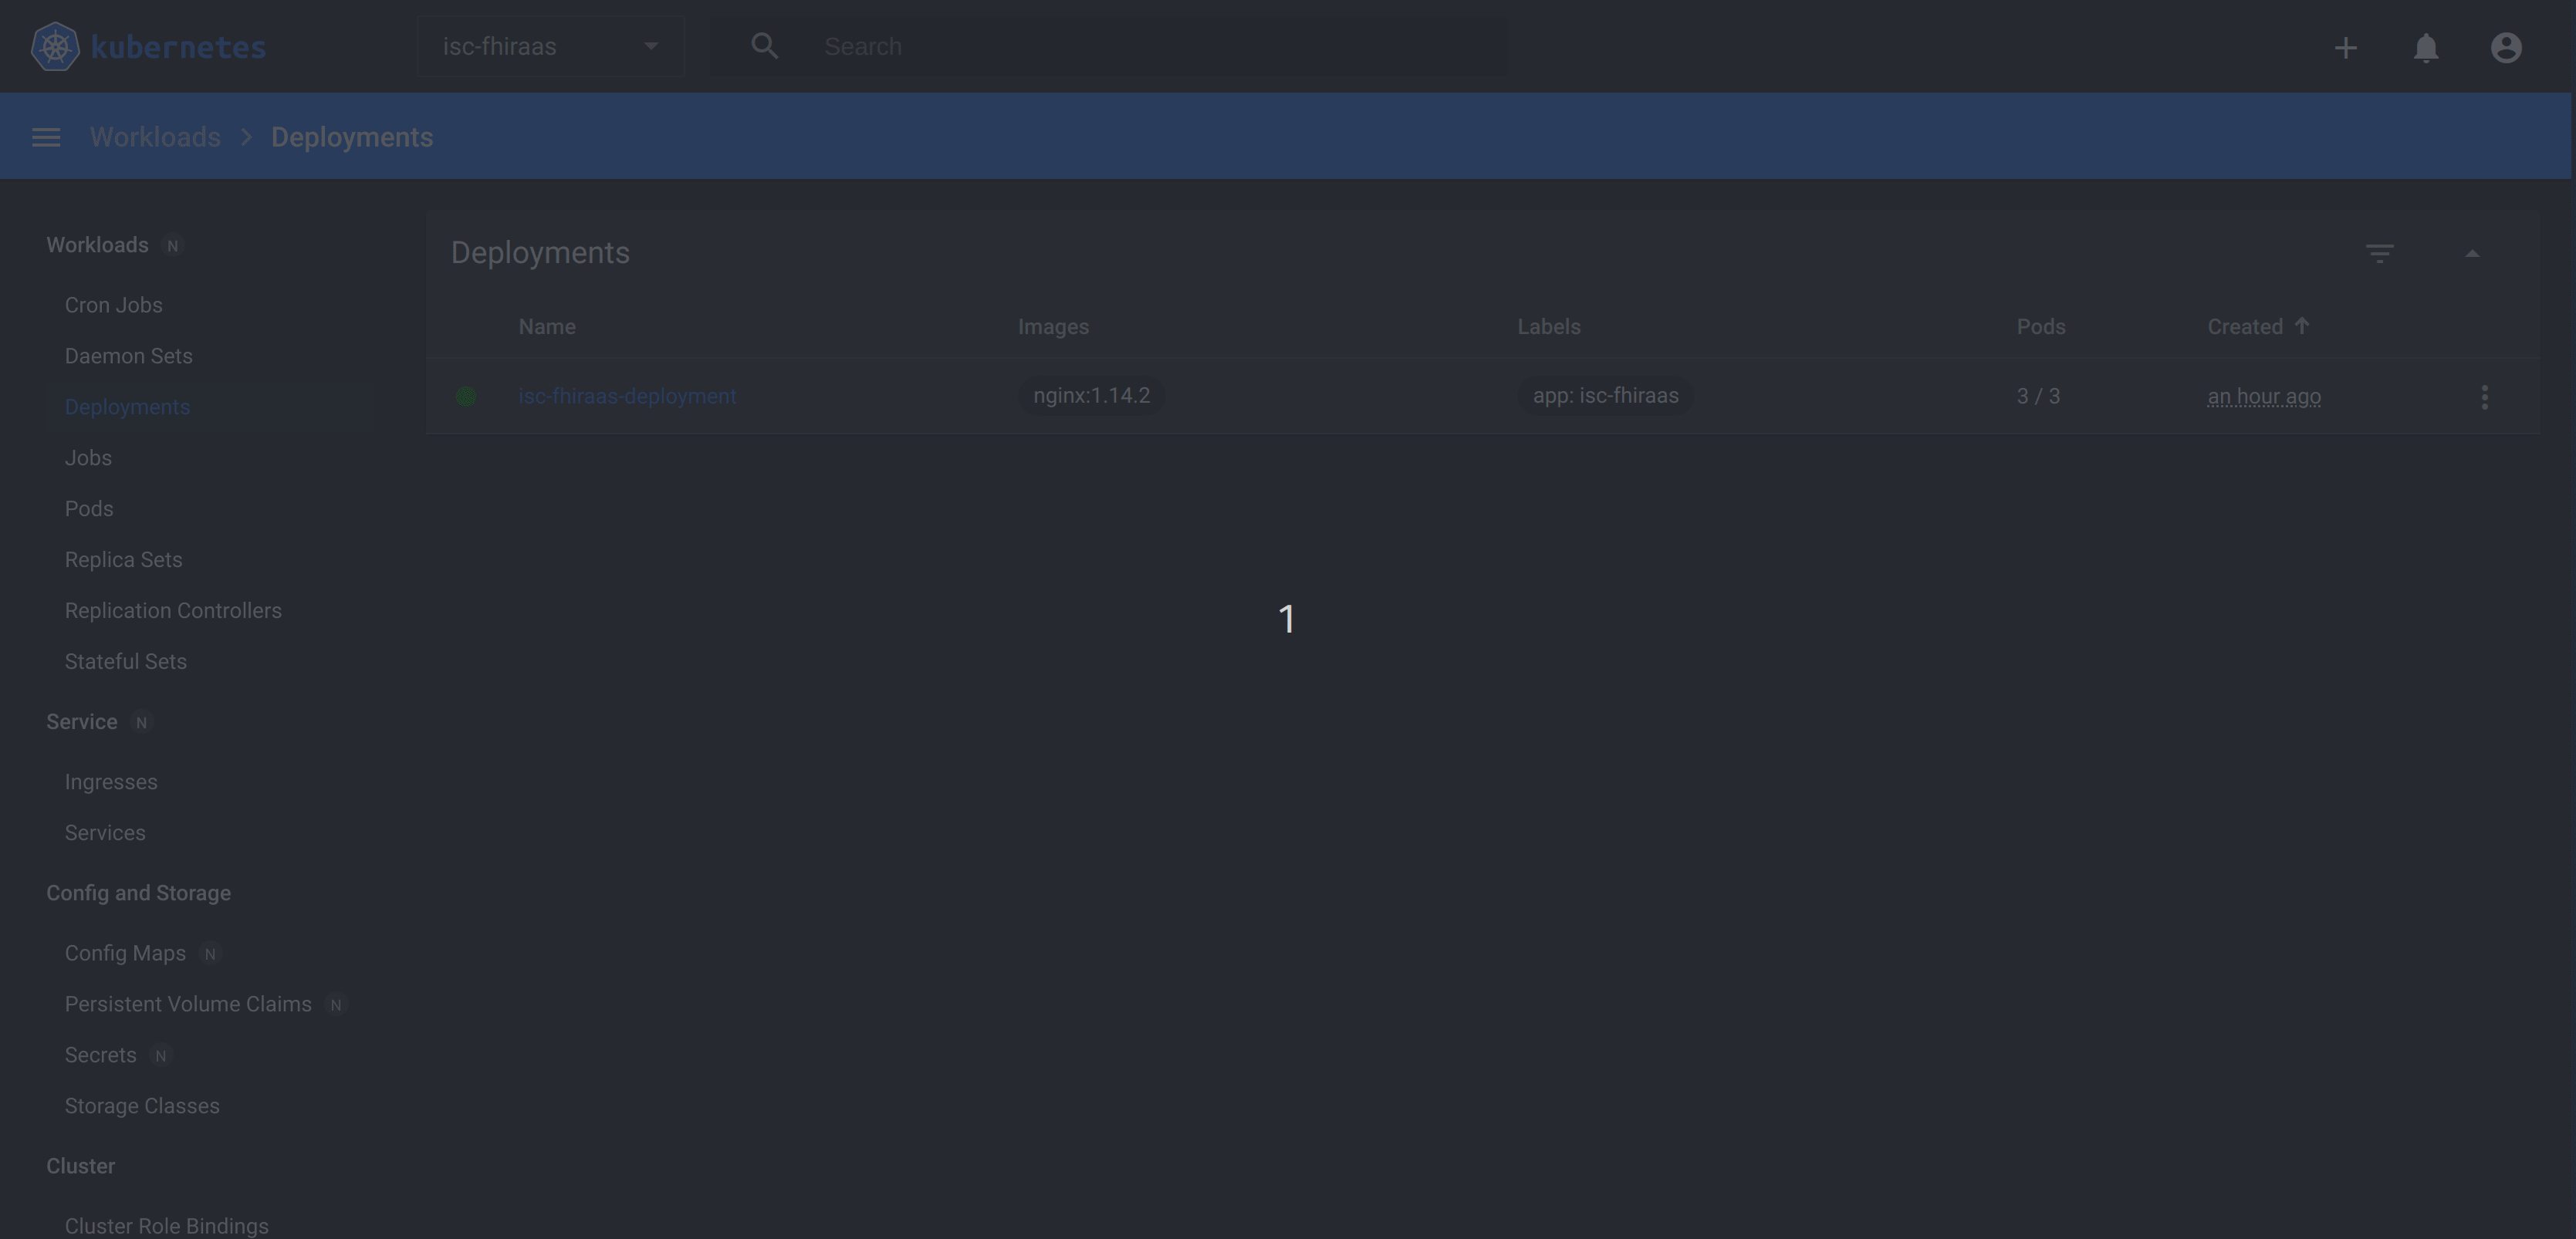 kubernetes
isc-fhiraas
Search
Workloads > Deployments
Workloads N
Cron Jobs
Daemon Sets
Deployments
Jobs
Pods
Replica Sets
Replication Controllers
Stateful Sets
Service N
Ingresses
Services
Config and Storage
Config Maps N
Persistent Volume Claims N
Secrets N
Storage Classes
Cluster
Cluster Role Bindings
Deployments
Name Images Labels Pods Created
isc-fhiraas-deployment nginx:1.14.2 app: isc-fhiraas 3 / 3 an hour ago
1